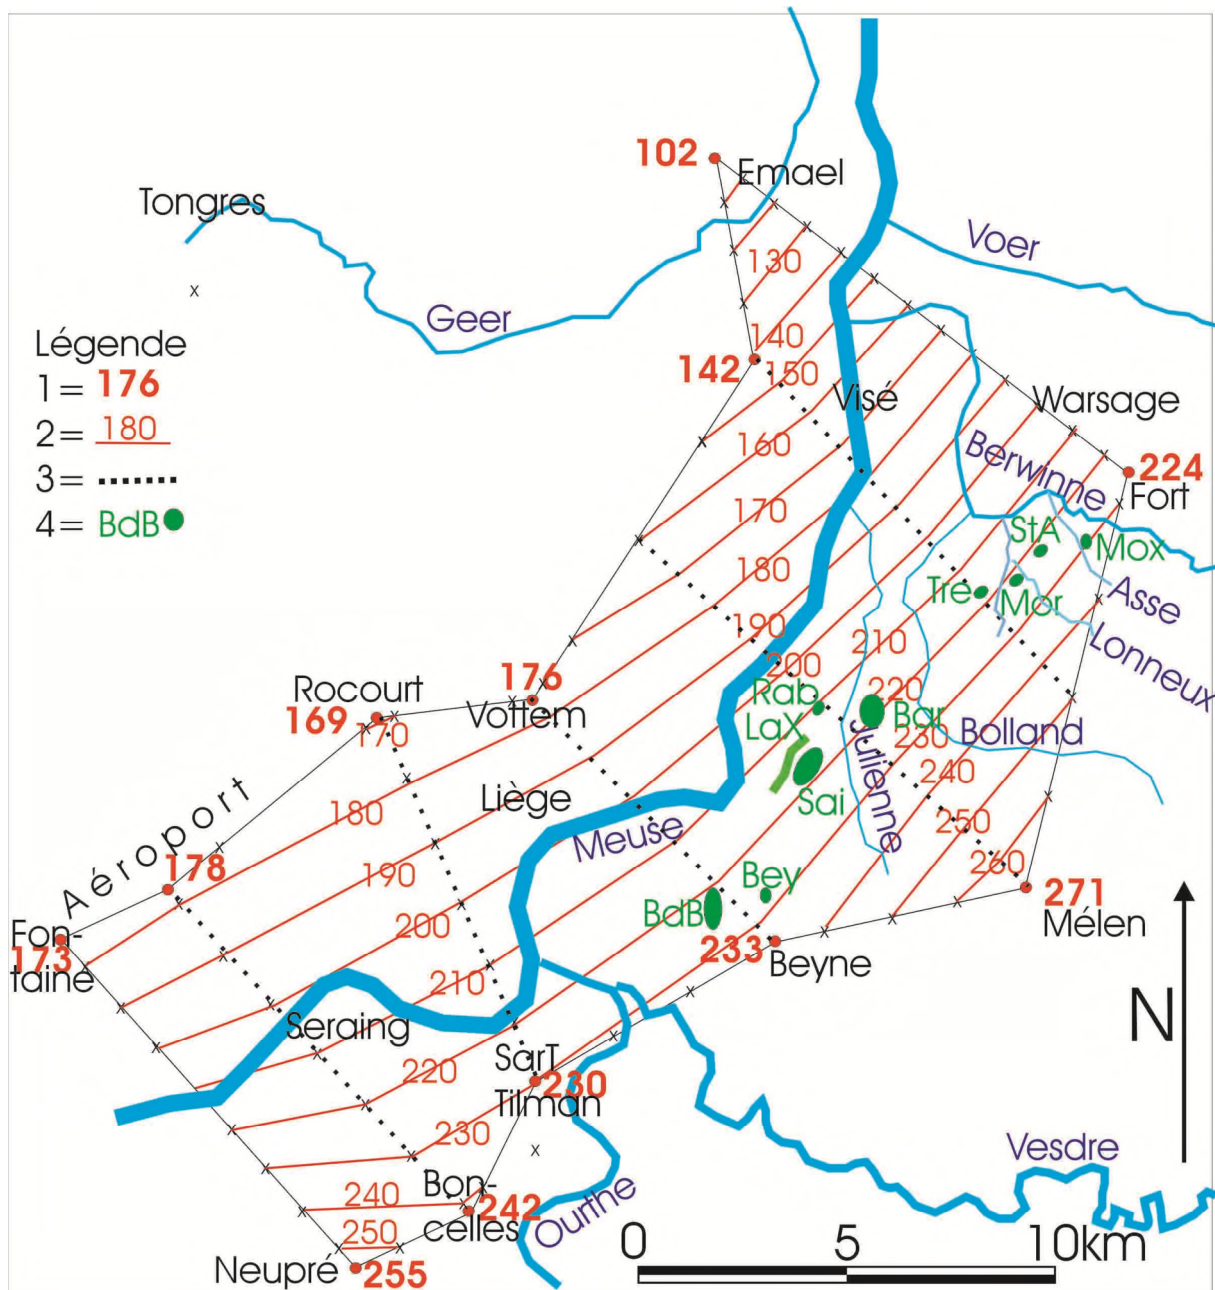 102
Emael
Tongres
Voer
130
Geer
Légende
1 = 176
2 = 180
3 =
4 = BdB
140
142
150
Visé
Warsage
160
Berwinne
224
Fort
170
StA
Mox
180
Tre
Mor
Asse
190
210
Lonneux
200
Rocourt
176
Rab
220
169
Vottem
170
LaX
Bar
230
Bolland
Julienne
240
Liège
180
Sai
Aéroport
Meuse
250
178
190
260
Bey
271
BdB
200
Mélen
Fon-
173
233
taine
Beyne
210
N
Seraing
SarT
220
230
Tilman
230
Vesdre
Bon-
240
242
Ourthe
celles
250
0 5 10km
Neupré
255